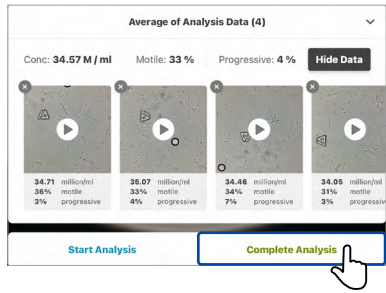 Average of Analysis Data (4)
Conc: 34.57 M / ml Motile: 33 % Progressive: 4 % Hide Data
34.71 million/ml
36% motile
3% progressive
35.07 million/ml
33% motile
4% progressive
34.46 million/ml
34% motile
7% progressive
34.05 million/ml
31% motile
3% progressiv
Start Analysis Complete Analysis